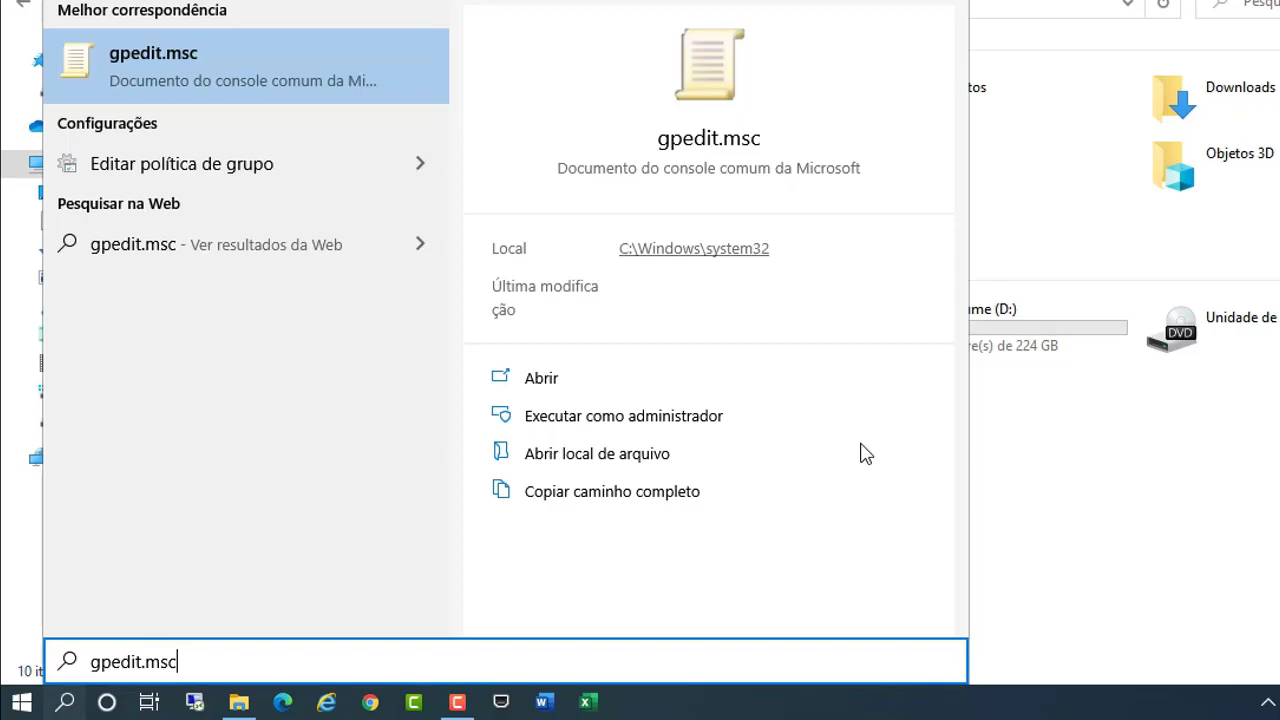 Melhor correspondência
gpedit.msc
Documento do console comum da Mi...
Configurações
Editar política de grupo
Pesquisar na Web
gpedit.msc - Ver resultados da Web
gpedit.msc
Documento do console comum da Microsoft
Local C:\Windows\system32
Última modifica
ção
Abrir
Executar como administrador
Abrir local de arquivo
Copiar caminho completo
gpedit.msc
Pesqu
tos
Downloads
Objetos 3D
ume (D:)
re(s) de 224 GB
DVD
Unidade de
10 it